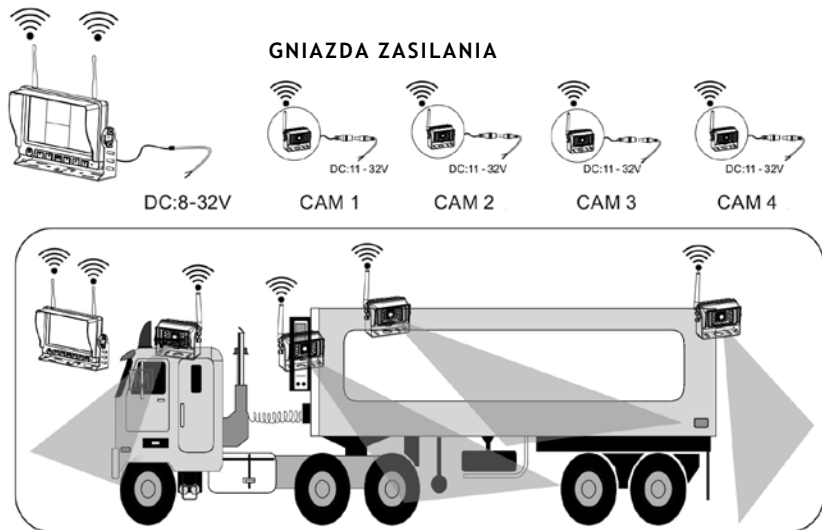 GNIAZDA ZASILANIA
DC:8-32V
DC:11 - 32V
DC:11 - 32V
DC:11 - 32V
DC:11 - 32V
CAM 1
CAM 2
CAM 3
CAM 4